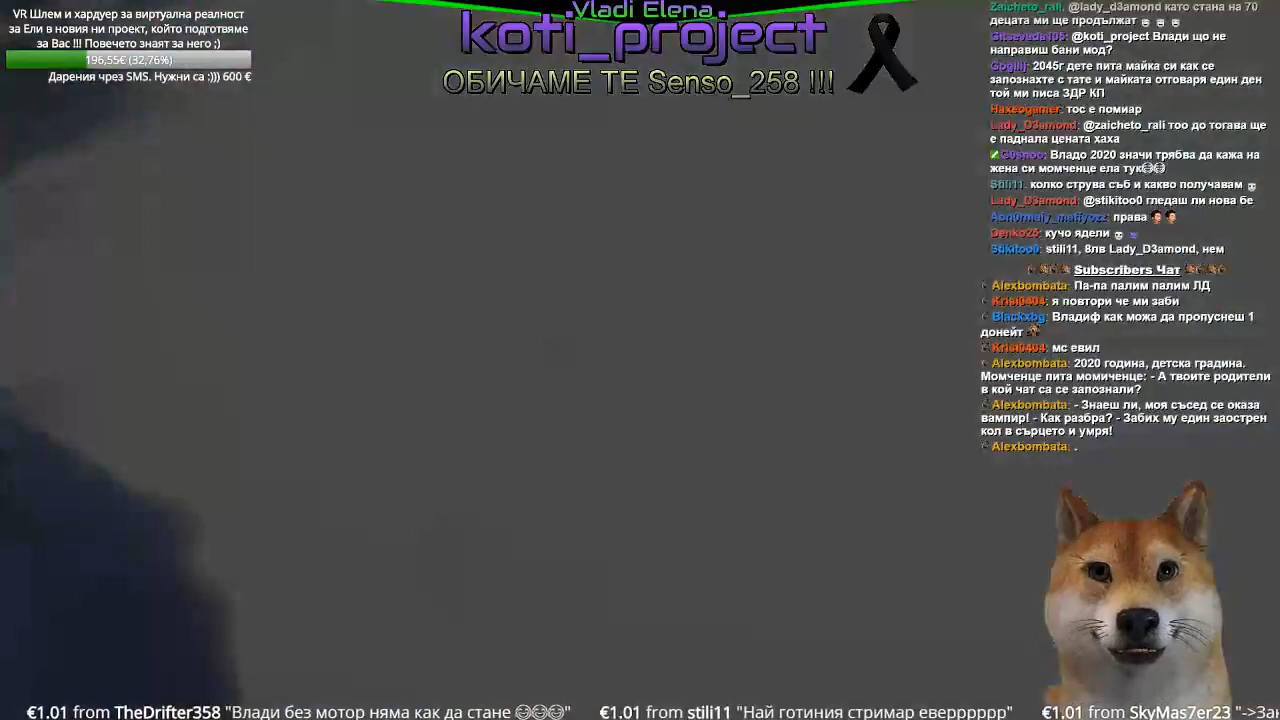 VR Шлем и хардуер за виртуална реалност
за Ели в новия ни проект, който подготвяме
за Вас !!! Повечето знаят за него ;)
196,55€ (32,76%)
Дарения чрез SMS. Нужни са :))) 600 €
Vladi Elena
koti_project
ОБИЧАМЕ ТЕ Senso_258 !!!
Zaicheto_rali: @lady_d3amond като стана на 70
децата ми ще продължат
@koti_project Влади що не
направиш бани мод?
2045г дете пита майка си как се
запознахте с тате и майката отговаря един ден
той ми писа ЗДР КП
Haxeogamer: тос е помиар
Lady_D3amond: @zaicheto_rali тоо до тогава ще
е паднала цената хаха
G0snoo: Владо 2020 значи трябва да кажа на
жена си момченце ела тук😂😂
Stili11: колко струва съб и какво получавам
Lady_D3amond: @stikitoo0 гледаш ли нова бе
права
Denko25: кучо ядели
Stikitoo0: stili11, 8лв Lady_D3amond, нем
Subscribers Чат
Alexbombata: Па-па палим палим ЛД
Krisi0404: я повтори че ми заби
Blackxbg: Владиф как можа да пропуснеш 1
донейт
Krisi0404: мс евил
Alexbombata: 2020 година, детска градина.
Момченце пита момиченце: - А твоите родители
в кой чат са се запознали?
Alexbombata: - Знаеш ли, моя съсед се оказа
вампир! - Как разбра? - Забих му един заострен
кол в сърцето и умря!
Alexbombata: .
€1.01 from TheDrifter358 "Влади без мотор няма как да стане 😂😂😂" €1.01 from stili11 "Най готиния стримар еверррррр" €1.01 from SkyMas7er23 "->Зан